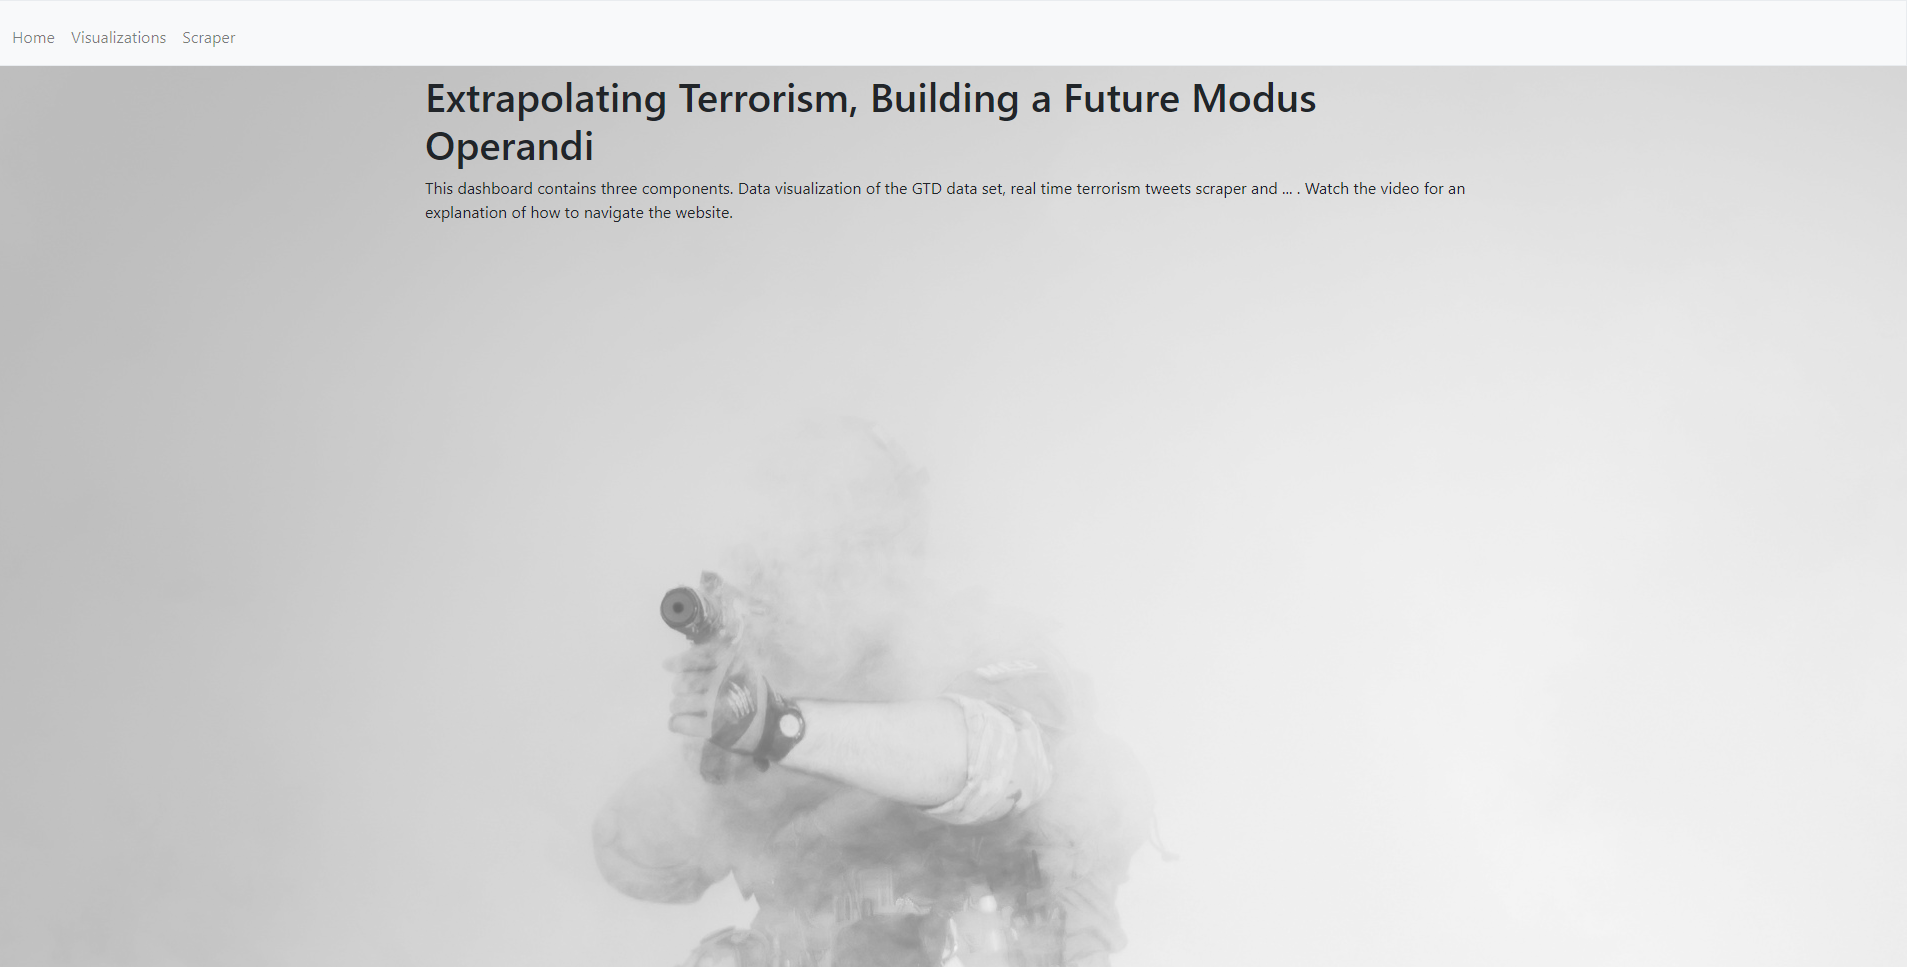 Home Visualizations Scraper
Extrapolating Terrorism, Building a Future Modus
Operandi
This dashboard contains three components. Data visualization of the GTD data set, real time terrorism tweets scraper and ... . Watch the video for an
explanation of how to navigate the website.